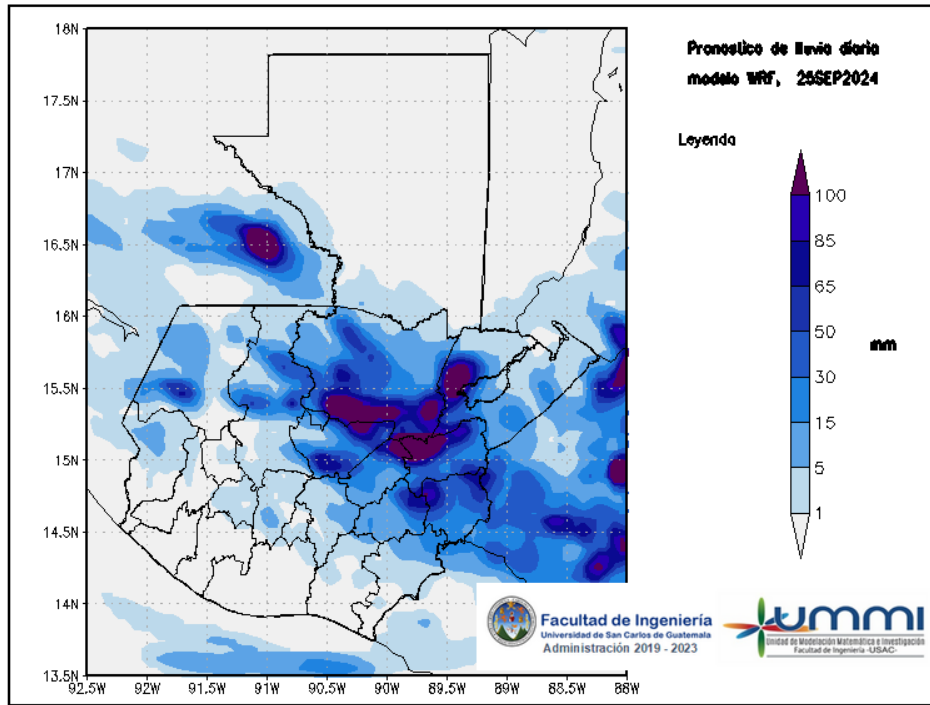 Pronostico de lluvia diaria
modelo WRF, 25SEP2024
Leyenda
100
85
65
50
30
15
5
1
mm
18N
17.5N
17N
16.5N
16N
15.5N
15N
14.5N
14N
13.5N
92.5W 92W 91.5W 91W 90.5W 90W 89.5W 89W 88.5W 88W
Facultad de Ingeniería
Universidad de San Carlos de Guatemala
Administración 2019 - 2023
UMMI
Unidad de Modelación Matemática e Investigación
Facultad de Ingeniería -USAC-